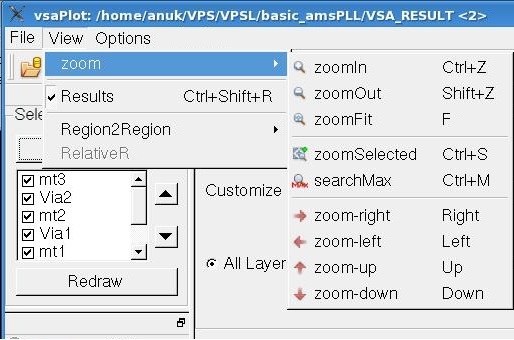 vsaPlot: /home/anuk/VPS/VPSL/basic_amsPLL/VSA_RESULT <2>
File View Options
zoom
Results Ctrl+Shift+R
Region2Region
RelativeR
zoomIn Ctrl+Z
zoomOut Shift+Z
zoomFit F
zoomSelected Ctrl+S
searchMax Ctrl+M
zoom-right Right
zoom-left Left
zoom-up Up
zoom-down Down
Sele
mt3
Via2
mt2
Via1
mt1
Redraw
Customize
All Layer